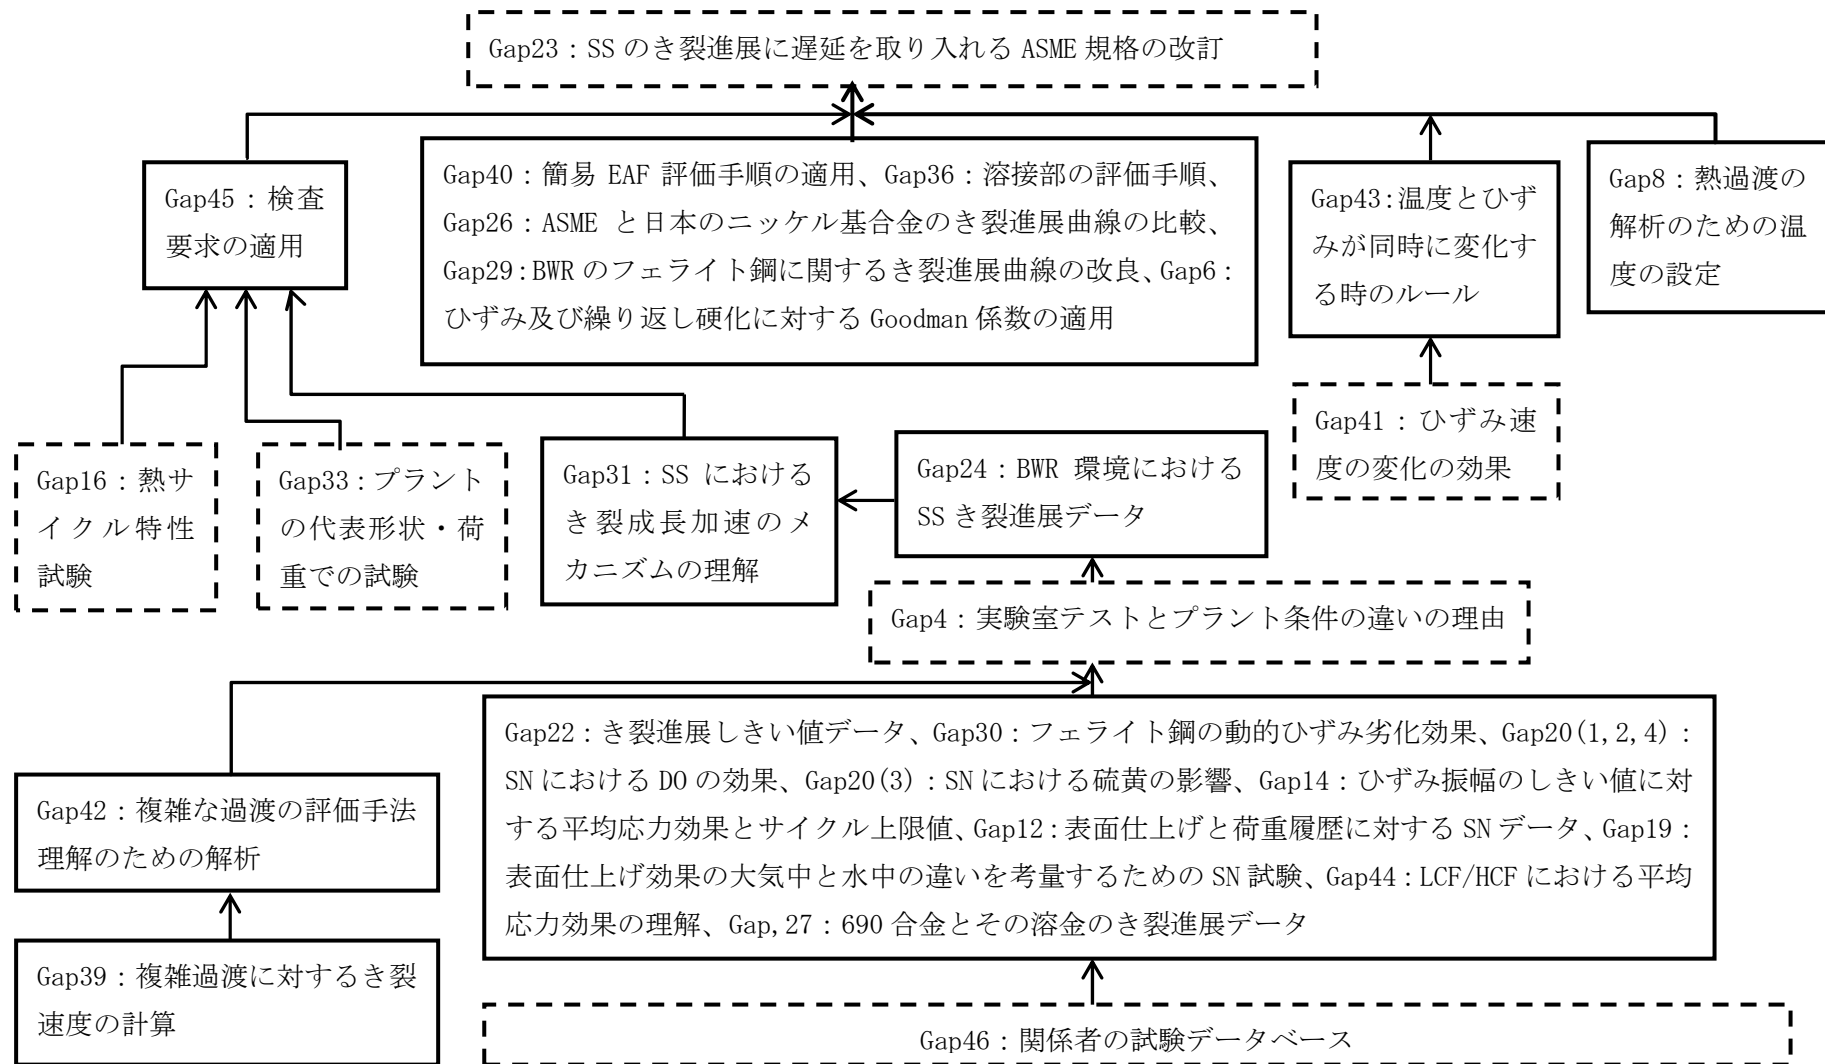 Gap23：SS のき裂進展に遅延を取り入れる ASME 規格の改訂
Gap45：検査
要求の適用
Gap40：簡易 EAF 評価手順の適用、Gap36：溶接部の評価手順、
Gap26：ASME と日本のニッケル基合金のき裂進展曲線の比較、
Gap29：BWR のフェライト鋼に関するき裂進展曲線の改良、Gap6：
ひずみ及び繰り返し硬化に対する Goodman 係数の適用
Gap43：温度とひず
みが同時に変化す
る時のルール
Gap8：熱過渡の
解析のための温
度の設定
Gap16：熱サ
イクル特性
試験
Gap33：プラント
の代表形状・荷
重での試験
Gap31：SS における
き裂成長加速のメ
カニズムの理解
Gap24：BWR 環境における
SS き裂進展データ
Gap41：ひずみ速
度の変化の効果
Gap4：実験室テストとプラント条件の違いの理由
Gap42：複雑な過渡の評価手法
理解のための解析
Gap39：複雑過渡に対するき裂
速度の計算
Gap22：き裂進展しきい値データ、Gap30：フェライト鋼の動的ひずみ劣化効果、Gap20(1,2,4)：
SN における DO の効果、Gap20(3)：SN における硫黄の影響、Gap14：ひずみ振幅のしきい値に対
する平均応力効果とサイクル上限値、Gap12：表面仕上げと荷重履歴に対する SN データ、Gap19：
表面仕上げ効果の大気中と水中の違いを考量するための SN 試験、Gap44：LCF/HCF における平均
応力効果の理解、Gap,27：690 合金とその溶金のき裂進展データ
Gap46：関係者の試験データベース